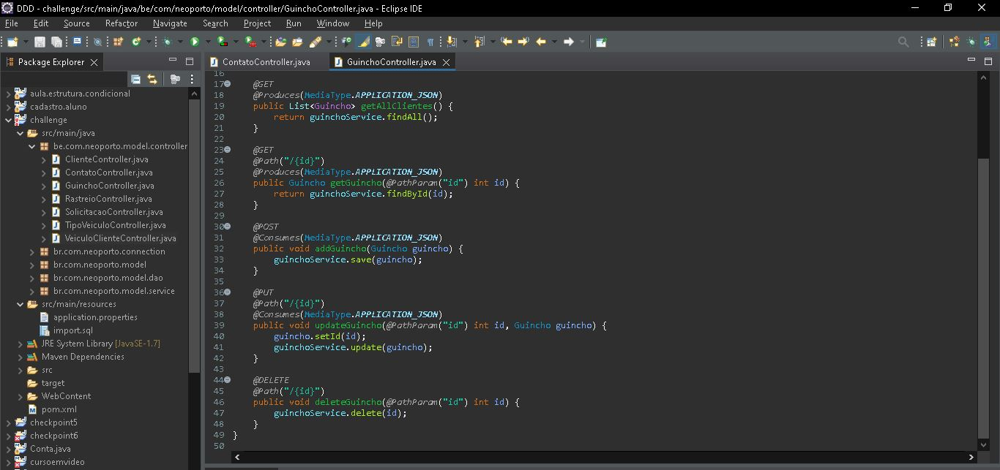 DDD - challenge/src/main/java/be/com/neoporto/model/controller/GuinchoController.java - Eclipse IDE
File Edit Source Refactor Navigate Search Project Run Window Help
Package Explorer
aula.estrutura.condicional
cadastro.aluno
challenge
src/main/java
be.com.neoporto.model.controller
ClienteController.java
ContatoController.java
GuinchoController.java
RastreioController.java
SolicitacaoController.java
TipoVeiculoController.java
VeiculoClienteController.java
br.com.neoporto.connection
br.com.neoporto.model
br.com.neoporto.model.dao
br.com.neoporto.model.service
src/main/resources
application.properties
import.sql
JRE System Library [JavaSE-1.7]
Maven Dependencies
src
target
WebContent
pom.xml
checkpoint5
checkpoint6
Conta.java
cursoemvideo
ContatoController.java GuinchoController.java
16
17 @GET
18 @Produces(MediaType.APPLICATION_JSON)
19 public List<Guincho> getAllClientes() {
20 return guinchoService.findAll();
21 }
22
23 @GET
24 @Path("/{id}")
25 @Produces(MediaType.APPLICATION_JSON)
26 public Guincho getGuincho(@PathParam("id") int id) {
27 return guinchoService.findById(id);
28 }
29
30 @POST
31 @Consumes(MediaType.APPLICATION_JSON)
32 public void addGuincho(Guincho guincho) {
33 guinchoService.save(guincho);
34 }
35
36 @PUT
37 @Path("/{id}")
38 @Consumes(MediaType.APPLICATION_JSON)
39 public void updateGuincho(@PathParam("id") int id, Guincho guincho) {
40 guincho.setId(id);
41 guinchoService.update(guincho);
42 }
43
44 @DELETE
45 @Path("/{id}")
46 public void deleteGuincho(@PathParam("id") int id) {
47 guinchoService.delete(id);
48 }
49 }
50